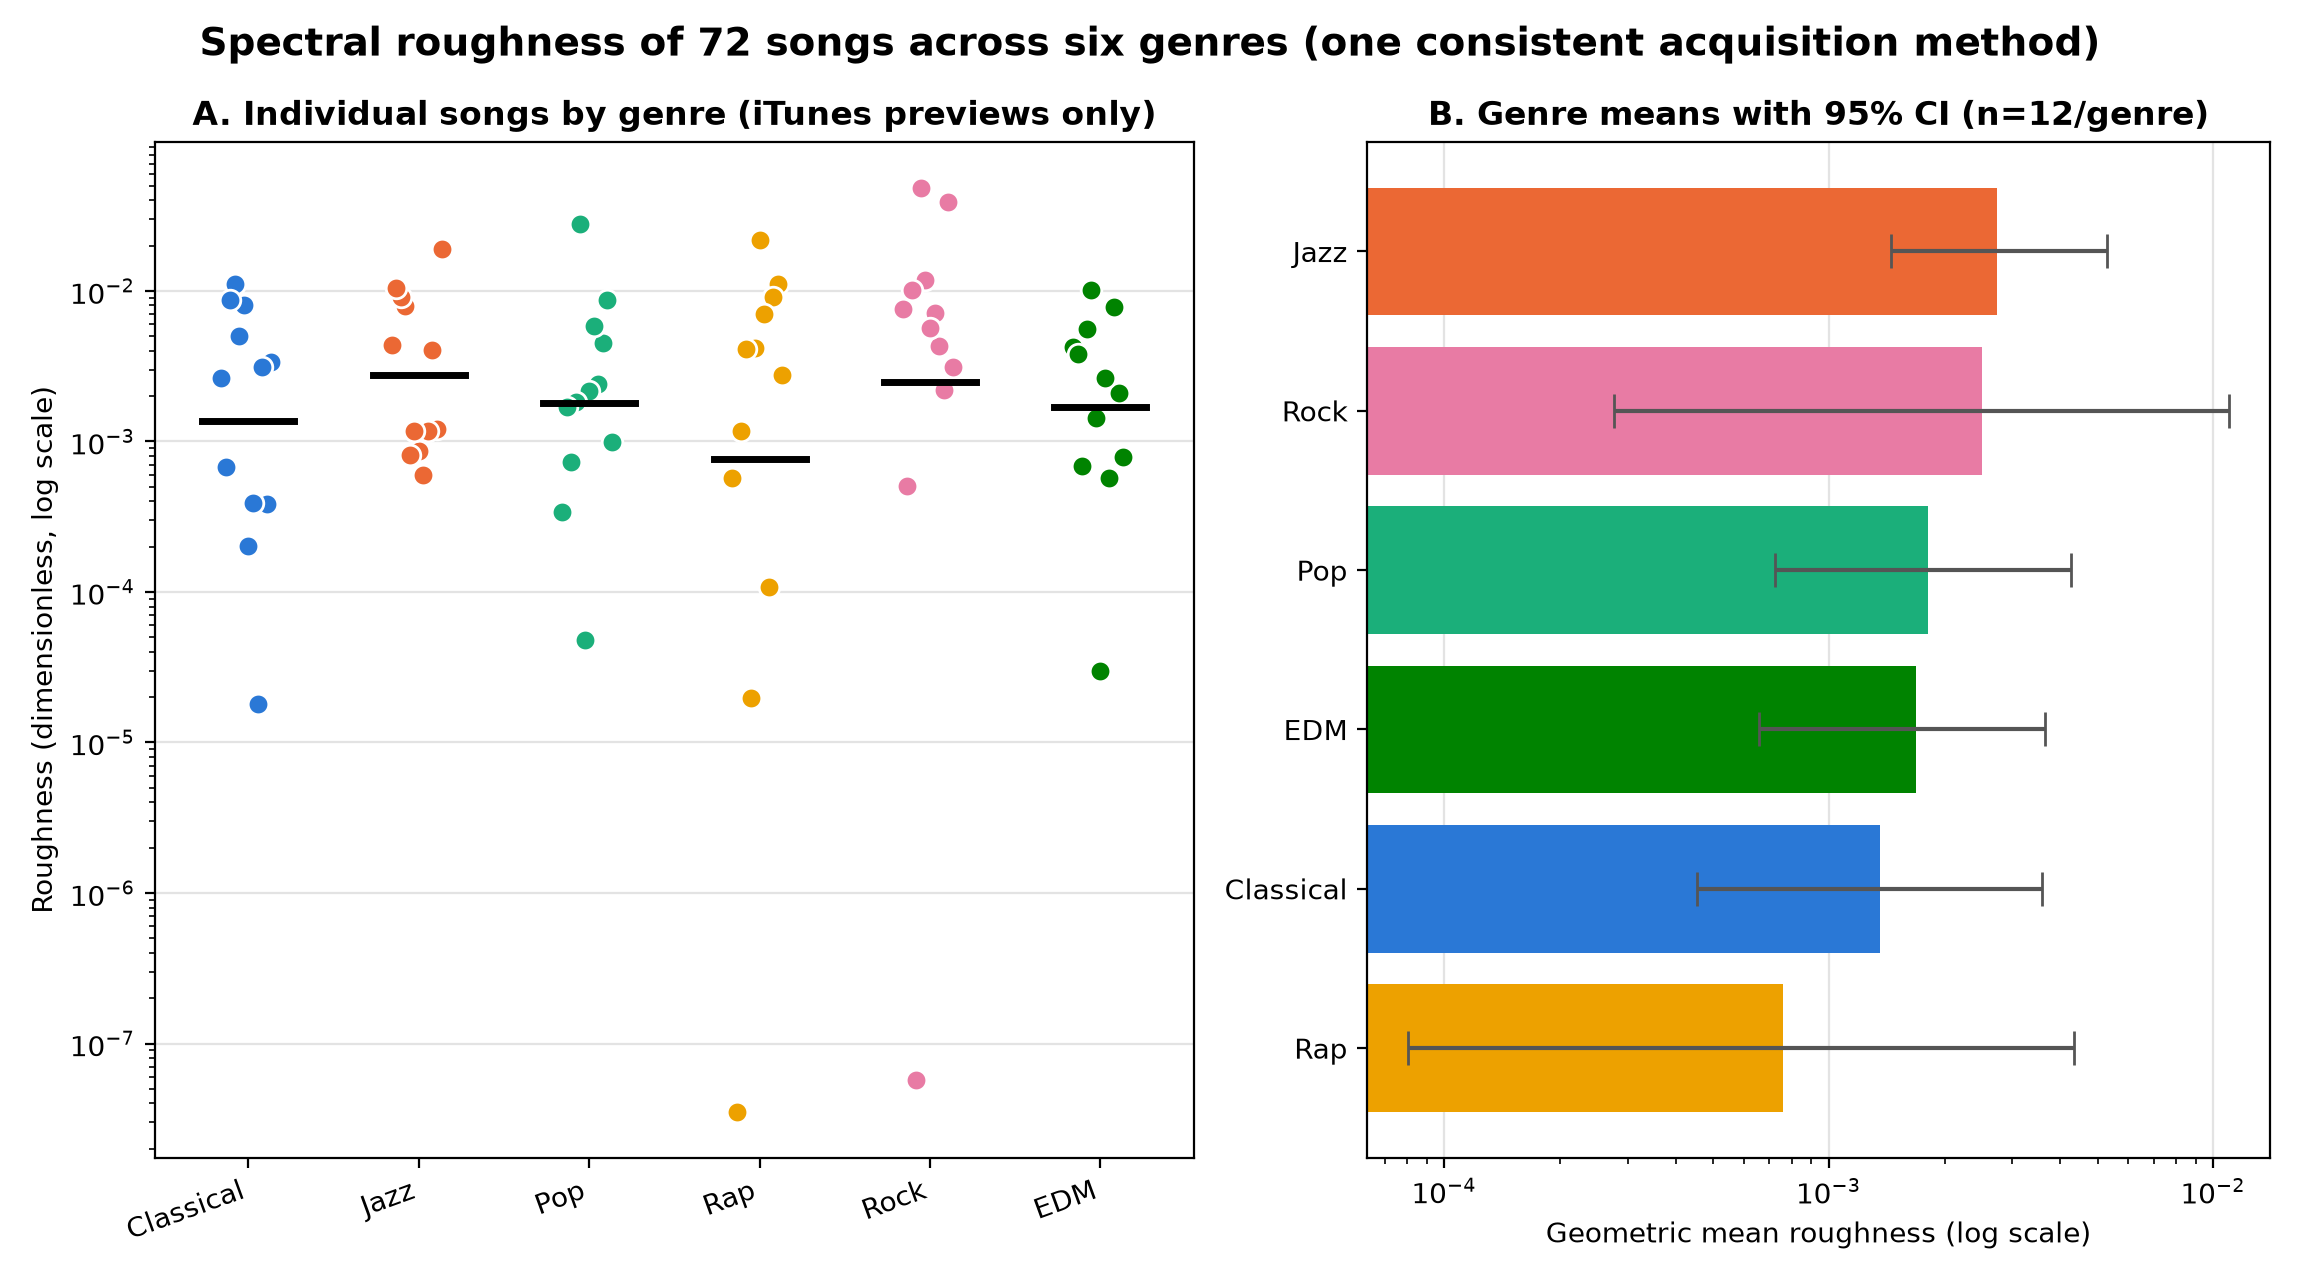 Spectral roughness of 72 songs across six genres (one consistent acquisition method)
A. Individual songs by genre (iTunes previews only)
Roughness (dimensionless, log scale)
10⁻²
10⁻³
10⁻⁴
10⁻⁵
10⁻⁶
10⁻⁷
Classical
Jazz
Pop
Rap
Rock
EDM
B. Genre means with 95% CI (n=12/genre)
Jazz
Rock
Pop
EDM
Classical
Rap
10⁻⁴
10⁻³
10⁻²
Geometric mean roughness (log scale)